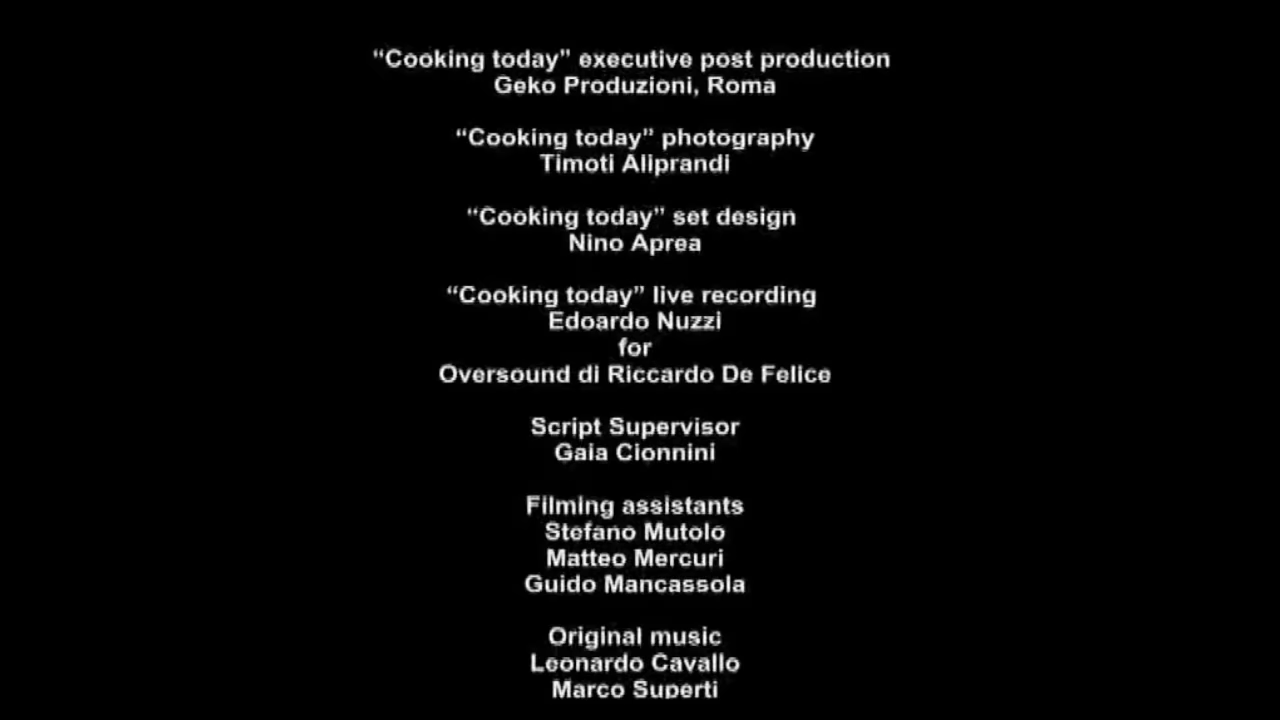 “Cooking today” executive post production
Geko Produzioni, Roma
“Cooking today” photography
Timoti Aliprandi
“Cooking today” set design
Nino Aprea
“Cooking today” live recording
Edoardo Nuzzi
for
Oversound di Riccardo De Felice
Script Supervisor
Gaia Cionnini
Filming assistants
Stefano Mutolo
Matteo Mercuri
Guido Mancassola
Original music
Leonardo Cavallo
Marco Superti